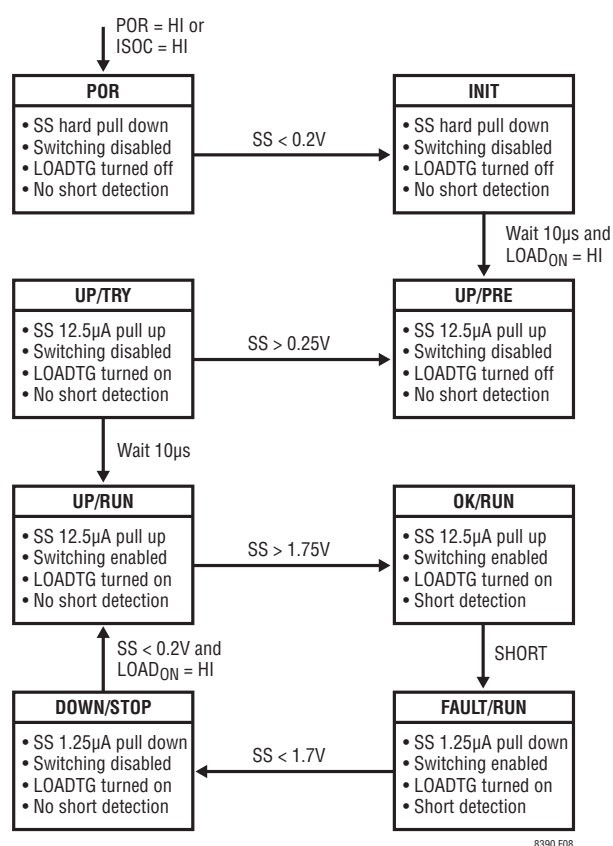 POR = HI or
ISOC = HI
POR
• SS hard pull down
• Switching disabled
• LOADTG turned off
• No short detection
SS < 0.2V
INIT
• SS hard pull down
• Switching disabled
• LOADTG turned off
• No short detection
Wait 10µs and
LOAD_ON = HI
UP/TRY
• SS 12.5µA pull up
• Switching disabled
• LOADTG turned on
• No short detection
SS > 0.25V
UP/PRE
• SS 12.5µA pull up
• Switching disabled
• LOADTG turned off
• No short detection
Wait 10µs
UP/RUN
• SS 12.5µA pull up
• Switching enabled
• LOADTG turned on
• No short detection
SS > 1.75V
OK/RUN
• SS 12.5µA pull up
• Switching enabled
• LOADTG turned on
• Short detection
SS < 0.2V and
LOAD_ON = HI
SHORT
DOWN/STOP
• SS 1.25µA pull down
• Switching disabled
• LOADTG turned on
• No short detection
SS < 1.7V
FAULT/RUN
• SS 1.25µA pull down
• Switching enabled
• LOADTG turned on
• Short detection
8390 F08